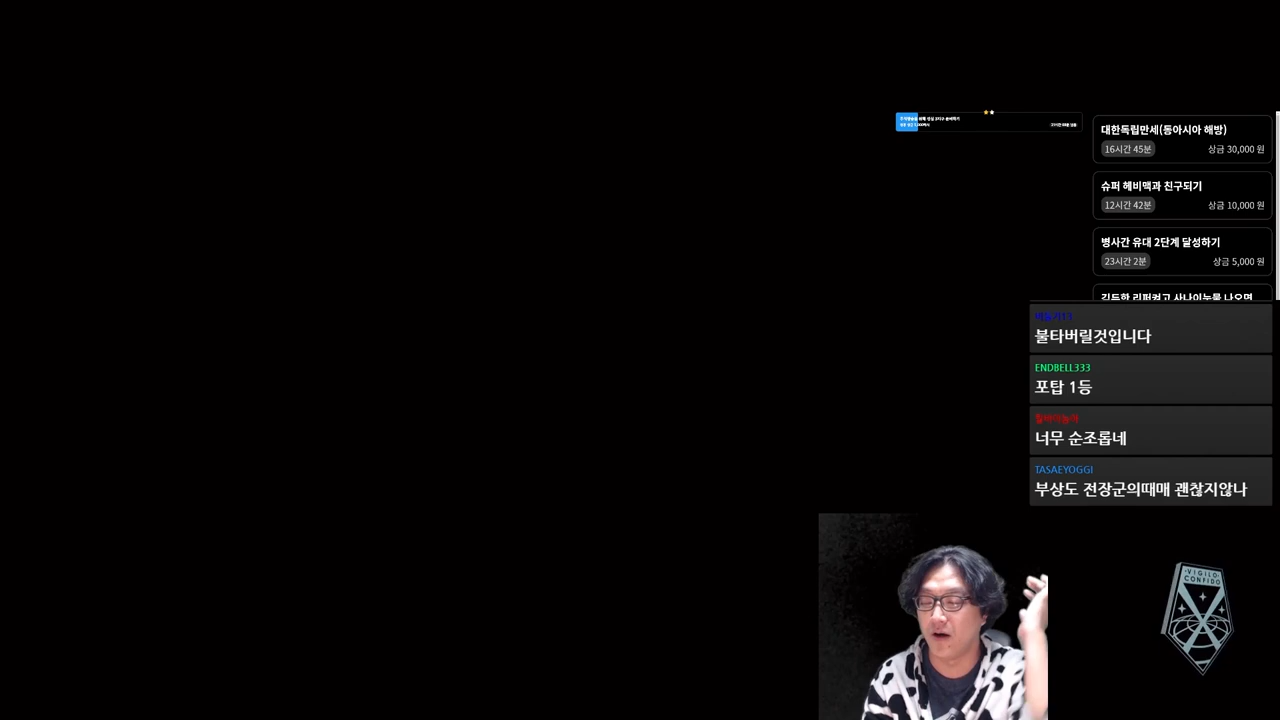 대한독립만세(동아시아 해방)
16시간 45분 상금 30,000 원
슈퍼 헤비맥과 친구되기
12시간 42분 상금 10,000 원
병사간 유대 2단계 달성하기
23시간 2분 상금 5,000 원
불타버릴것입니다
ENDBELL333
포탑 1등
너무 순조롭네
TASAEYOGGI
부상도 전장군의때매 괜찮지않나
VIGILO
CONFIDO